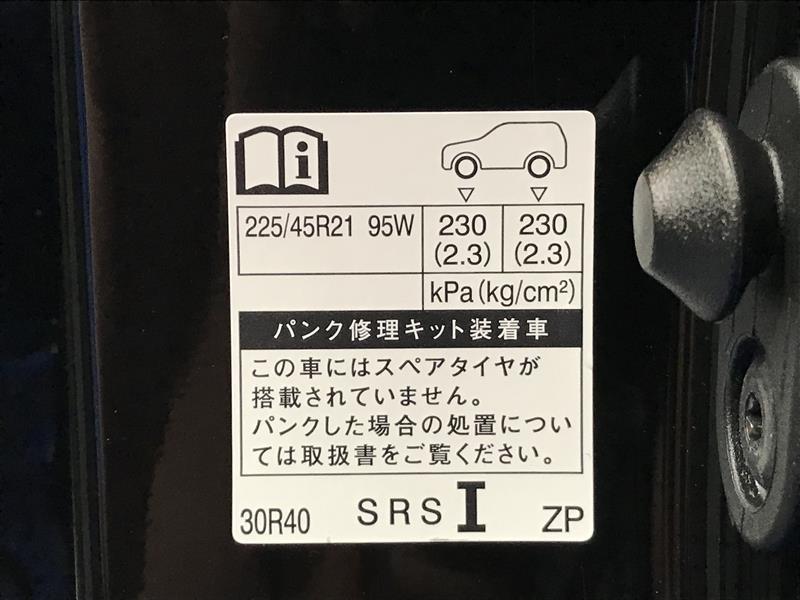 i
225/45R21 95W 230 230
(2.3) (2.3)
kPa(kg/cm²)
パンク修理キット装着車
この車にはスペアタイヤが
搭載されていません。
パンクした場合の処置につい
ては取扱書をご覧ください。
30R40 SRS I ZP